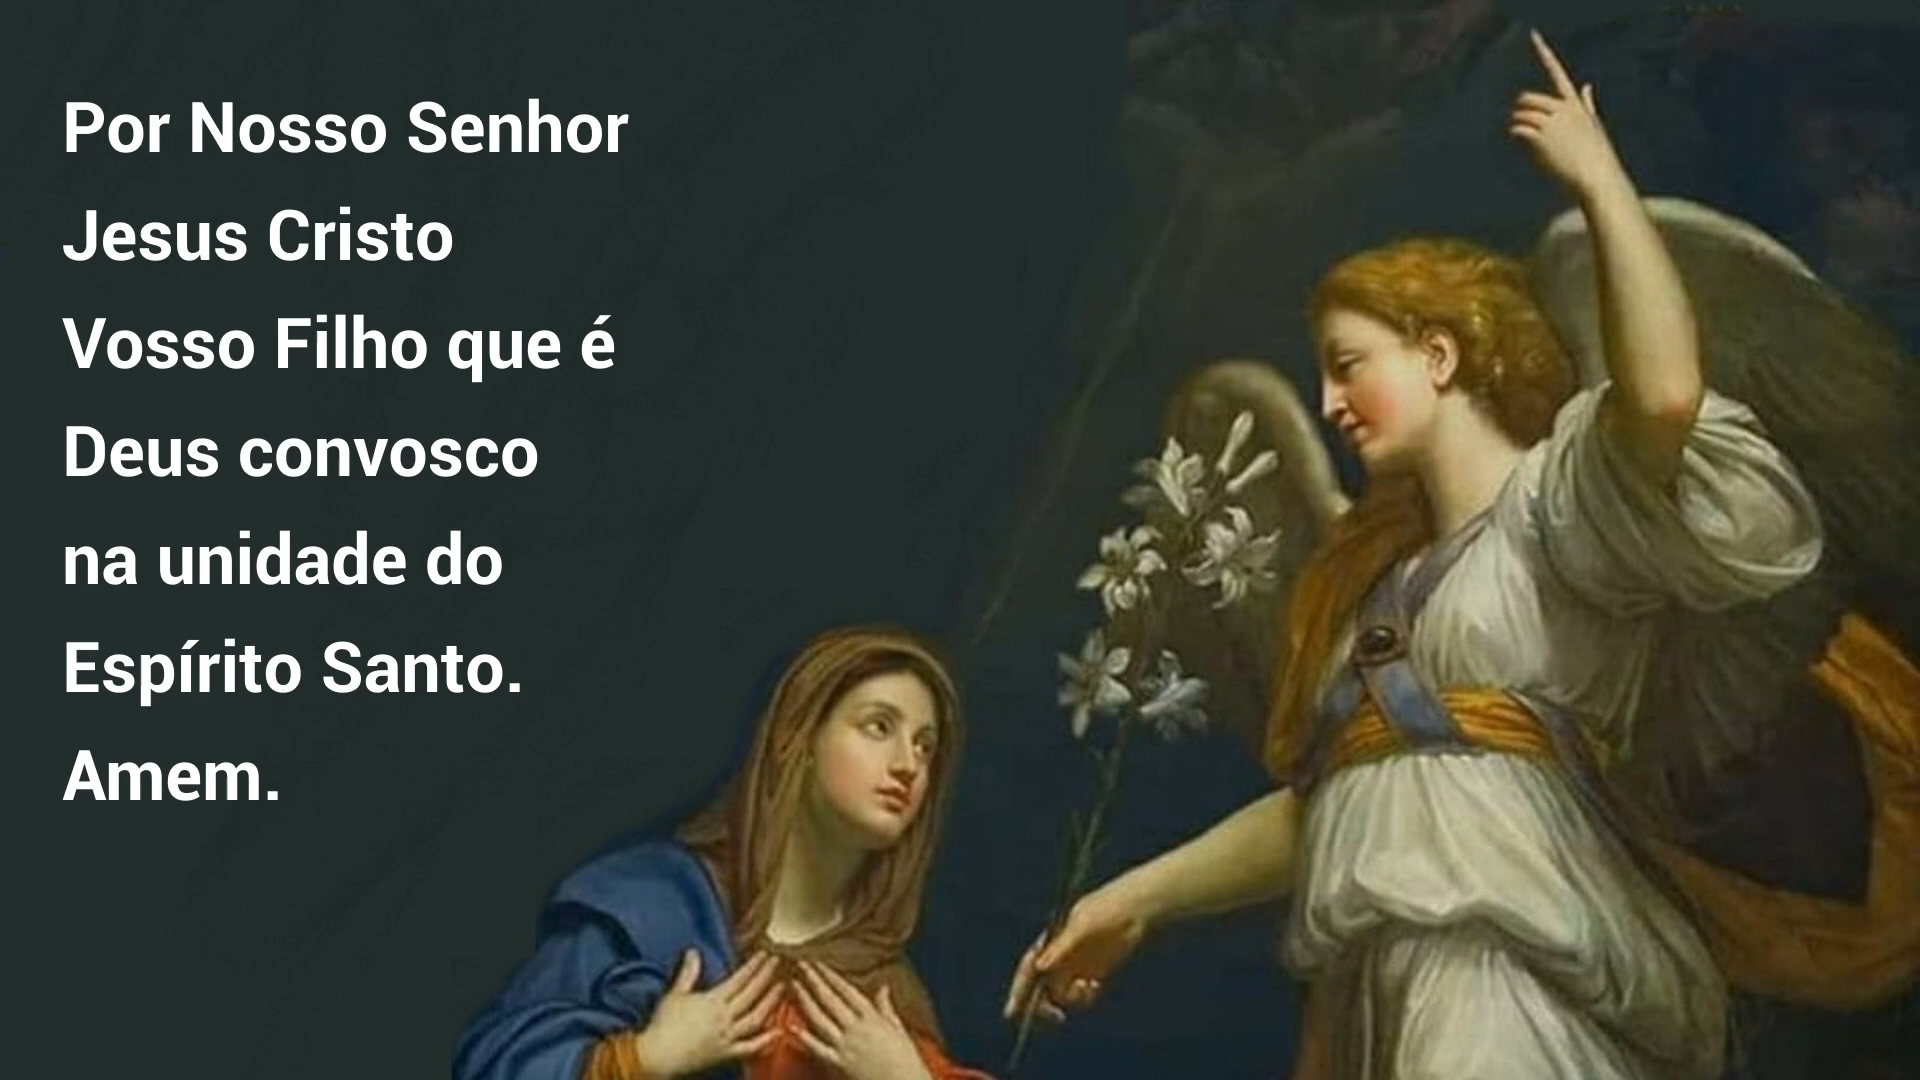 Por Nosso Senhor
Jesus Cristo
Vosso Filho que é
Deus convosco
na unidade do
Espírito Santo.
Amem.